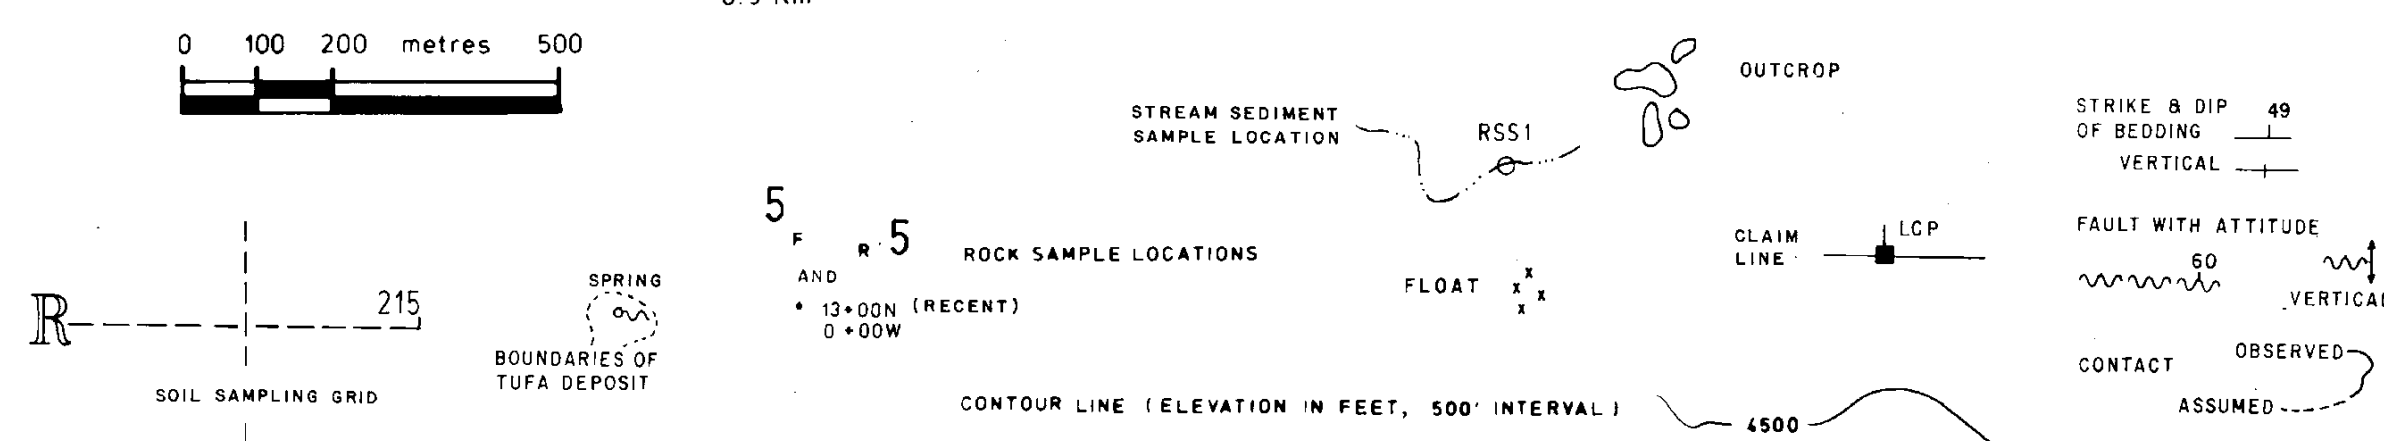 0 100 200 metres 500
OUTCROP
STREAM SEDIMENT
SAMPLE LOCATION
RSS1
STRIKE & DIP 49
OF BEDDING
VERTICAL
5
F
R 5
ROCK SAMPLE LOCATIONS
AND
13+00N (RECENT)
0+00W
CLAIM
LINE
LCP
FAULT WITH ATTITUDE
60
VERTICAL
SPRING
FLOAT
R
215
BOUNDARIES OF
TUFA DEPOSIT
SOIL SAMPLING GRID
CONTACT
OBSERVED
ASSUMED
CONTOUR LINE (ELEVATION IN FEET, 500' INTERVAL)
4500